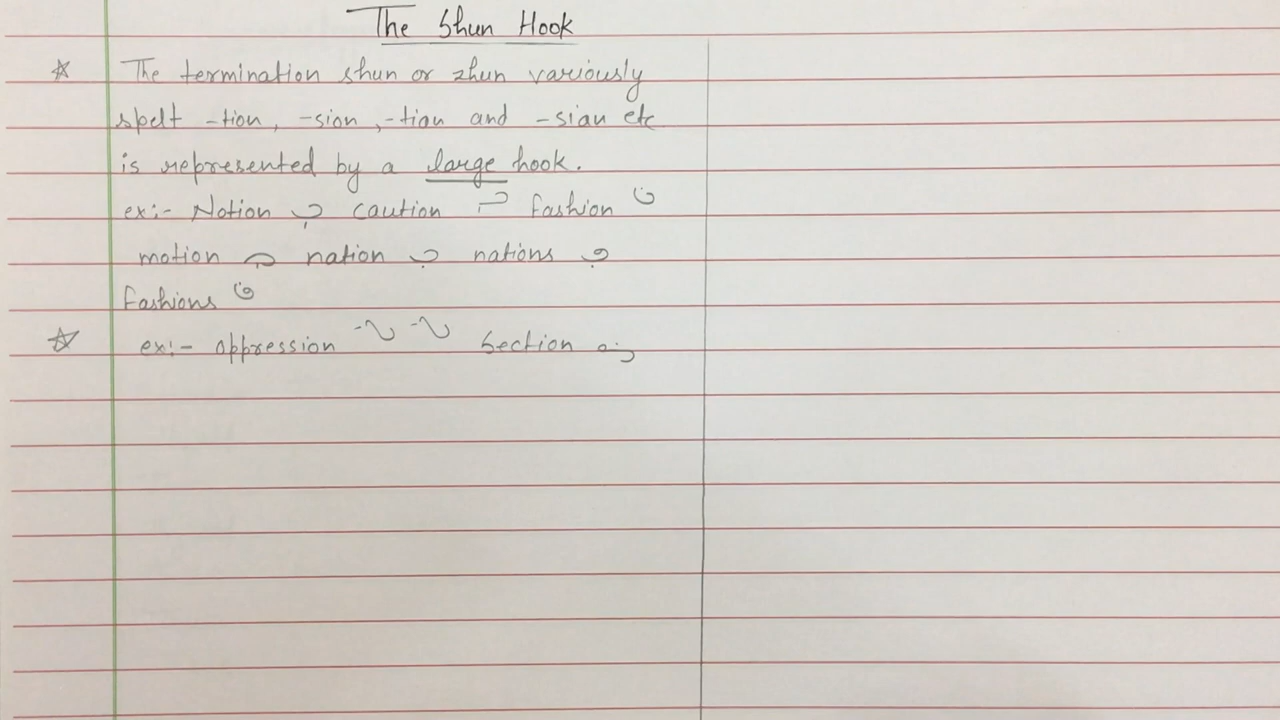 The Shun Hook
The termination shun or zhun variously
spelt -tion, -sion, -tian and -sian etc
is represented by a large hook.
ex:- Notion caution fashion
motion nation nations
fashions
ex:- oppression Section